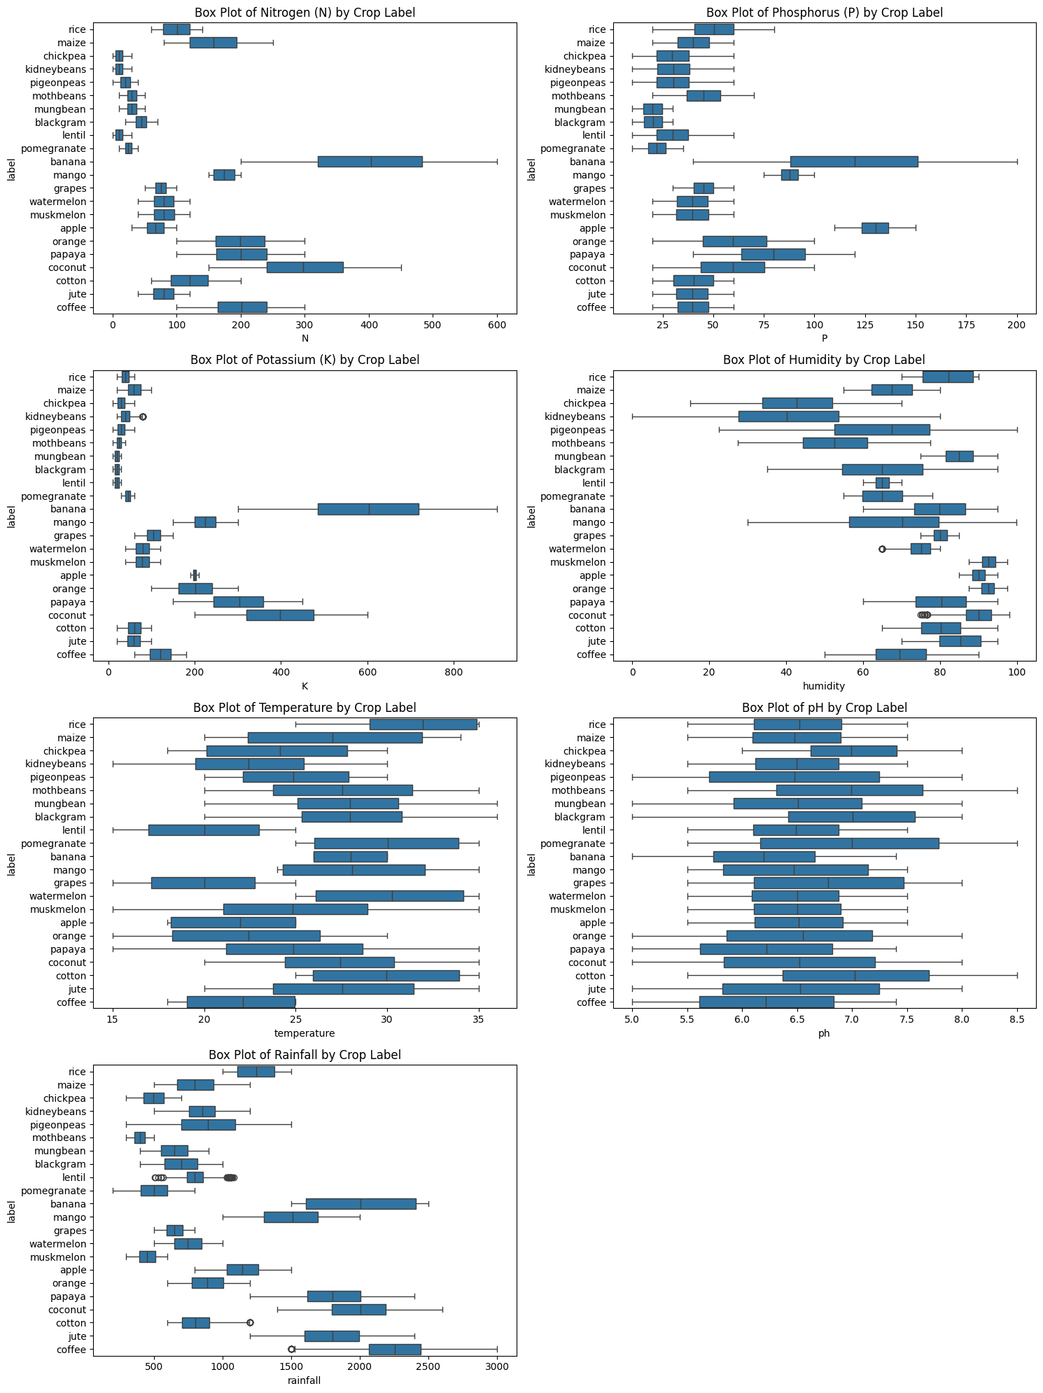 Box Plot of Nitrogen (N) by Crop Label
label
rice
maize
chickpea
kidneybeans
pigeonpeas
mothbeans
mungbean
blackgram
lentil
pomegranate
banana
mango
grapes
watermelon
muskmelon
apple
orange
papaya
coconut
cotton
jute
coffee
0 100 200 300 400 500 600
N
Box Plot of Phosphorus (P) by Crop Label
label
rice
maize
chickpea
kidneybeans
pigeonpeas
mothbeans
mungbean
blackgram
lentil
pomegranate
banana
mango
grapes
watermelon
muskmelon
apple
orange
papaya
coconut
cotton
jute
coffee
25 50 75 100 125 150 175 200
P
Box Plot of Potassium (K) by Crop Label
label
rice
maize
chickpea
kidneybeans
pigeonpeas
mothbeans
mungbean
blackgram
lentil
pomegranate
banana
mango
grapes
watermelon
muskmelon
apple
orange
papaya
coconut
cotton
jute
coffee
0 200 400 600 800
K
Box Plot of Humidity by Crop Label
label
rice
maize
chickpea
kidneybeans
pigeonpeas
mothbeans
mungbean
blackgram
lentil
pomegranate
banana
mango
grapes
watermelon
muskmelon
apple
orange
papaya
coconut
cotton
jute
coffee
0 20 40 60 80 100
humidity
Box Plot of Temperature by Crop Label
label
rice
maize
chickpea
kidneybeans
pigeonpeas
mothbeans
mungbean
blackgram
lentil
pomegranate
banana
mango
grapes
watermelon
muskmelon
apple
orange
papaya
coconut
cotton
jute
coffee
15 20 25 30 35
temperature
Box Plot of pH by Crop Label
label
rice
maize
chickpea
kidneybeans
pigeonpeas
mothbeans
mungbean
blackgram
lentil
pomegranate
banana
mango
grapes
watermelon
muskmelon
apple
orange
papaya
coconut
cotton
jute
coffee
5.0 5.5 6.0 6.5 7.0 7.5 8.0 8.5
ph
Box Plot of Rainfall by Crop Label
label
rice
maize
chickpea
kidneybeans
pigeonpeas
mothbeans
mungbean
blackgram
lentil
pomegranate
banana
mango
grapes
watermelon
muskmelon
apple
orange
papaya
coconut
cotton
jute
coffee
500 1000 1500 2000 2500 3000
rainfall